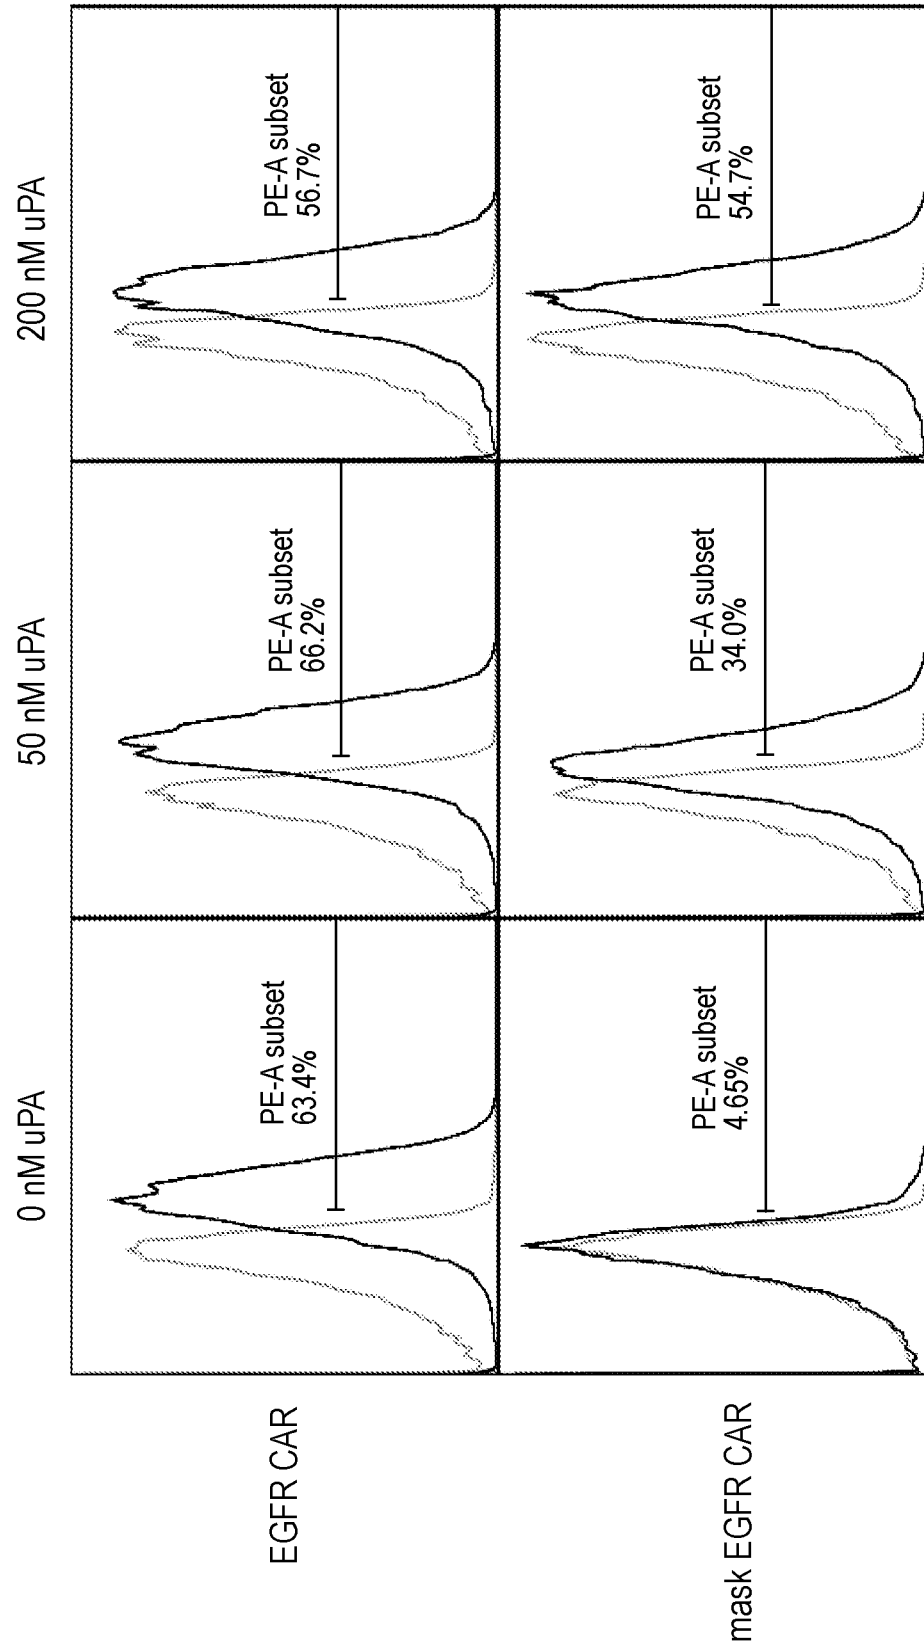 0 nM uPA
50 nM uPA
200 nM uPA
EGFR CAR
PE-A subset
63.4%
PE-A subset
66.2%
PE-A subset
56.7%
mask EGFR CAR
PE-A subset
4.65%
PE-A subset
34.0%
PE-A subset
54.7%